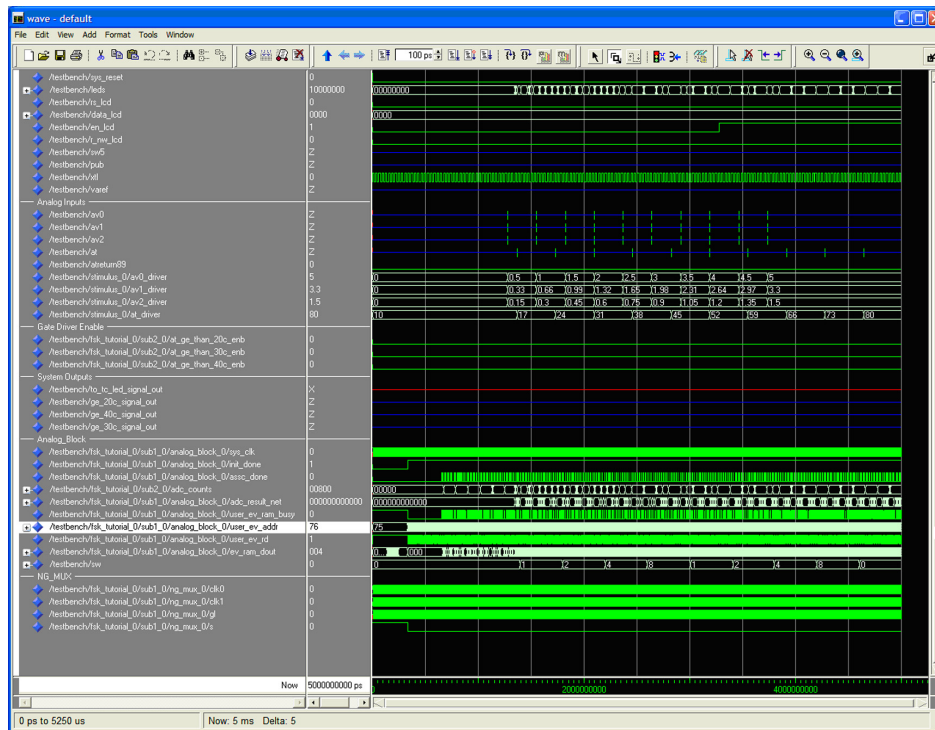 wave - default
File Edit View Add Format Tools Window
100 ps
/testbench/sys_reset 0
/testbench/leds 10000000 00000000
/testbench/rs_lcd 0
/testbench/data_lcd 0000 0000
/testbench/en_lcd 1
/testbench/r_nw_lcd 0
/testbench/sw5 Z
/testbench/pub Z
/testbench/xtl 0
/testbench/varef Z
Analog Inputs
/testbench/av0 Z
/testbench/av1 Z
/testbench/av2 Z
/testbench/at Z
/testbench/atreturn89 0
/testbench/stimulus_0/av0_driver 5 0 0.5 1 1.5 2 2.5 3 3.5 4 4.5 5
/testbench/stimulus_0/av1_driver 3.3 0 0.33 0.66 0.99 1.32 1.65 1.98 2.31 2.64 2.97 3.3
/testbench/stimulus_0/av2_driver 1.5 0 0.15 0.3 0.45 0.6 0.75 0.9 1.05 1.2 1.35 1.5
/testbench/stimulus_0/at_driver 80 10 17 24 31 38 45 52 59 66 73 80
Gate Driver Enable
/testbench/fsk_tutorial_0/sub2_0/at_ge_than_20c_enb 0
/testbench/fsk_tutorial_0/sub2_0/at_ge_than_30c_enb 0
/testbench/fsk_tutorial_0/sub2_0/at_ge_than_40c_enb 0
System Outputs
/testbench/to_tc_led_signal_out X
/testbench/ge_20c_signal_out Z
/testbench/ge_40c_signal_out Z
/testbench/ge_30c_signal_out Z
Analog_Block
/testbench/fsk_tutorial_0/sub1_0/analog_block_0/sys_clk 0
/testbench/fsk_tutorial_0/sub1_0/analog_block_0/init_done 1
/testbench/fsk_tutorial_0/sub1_0/analog_block_0/assc_done 0
/testbench/fsk_tutorial_0/sub2_0/adc_counts 00800 00000
/testbench/fsk_tutorial_0/sub1_0/analog_block_0/adc_result_net 00000000000 000000000000
/testbench/fsk_tutorial_0/sub1_0/analog_block_0/user_ev_ram_busy 0
/testbench/fsk_tutorial_0/sub1_0/analog_block_0/user_ev_addr 76 75
/testbench/fsk_tutorial_0/sub1_0/analog_block_0/user_ev_rd 1
/testbench/fsk_tutorial_0/sub1_0/analog_block_0/ev_ram_dout 004 0... 000
/testbench/sw 0 0 1 2 4 8 1 2 4 8 0
NG_MUX
/testbench/fsk_tutorial_0/sub1_0/ng_mux_0/clk0 0
/testbench/fsk_tutorial_0/sub1_0/ng_mux_0/clk1 0
/testbench/fsk_tutorial_0/sub1_0/ng_mux_0/gl 0
/testbench/fsk_tutorial_0/sub1_0/ng_mux_0/s 0
Now 5000000000 ps 2000000000 4000000000
0 ps to 5250 us Now: 5 ms Delta: 5